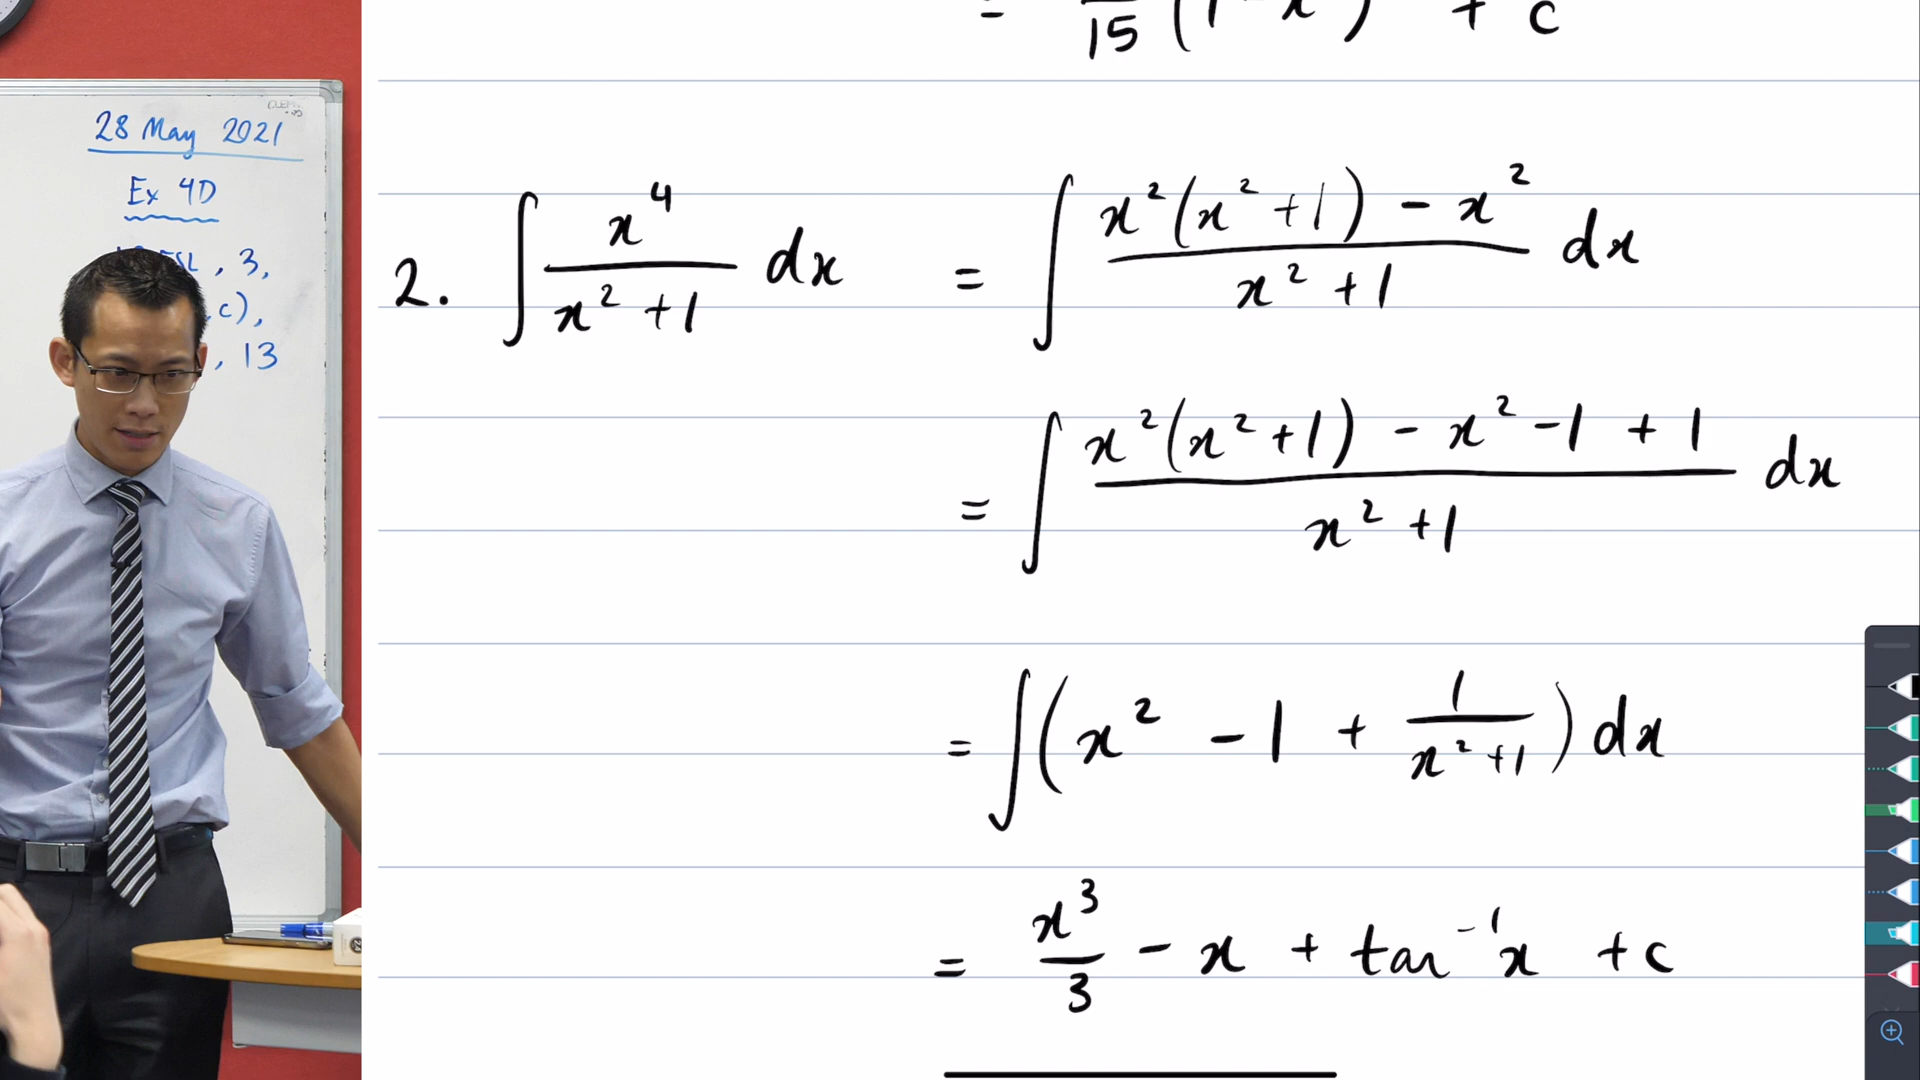 28 May 2021
Ex 4D
, 3,
c),
, 13
= 15 (1 - x ) + c
2. ∫ x⁴/(x² +1) dx = ∫ (x²(x² +1) - x²)/(x² +1) dx
= ∫ (x²(x² +1) - x² -1 + 1)/(x² +1) dx
= ∫ (x² - 1 + 1/(x² +1)) dx
= x³/3 - x + tan⁻¹x + c